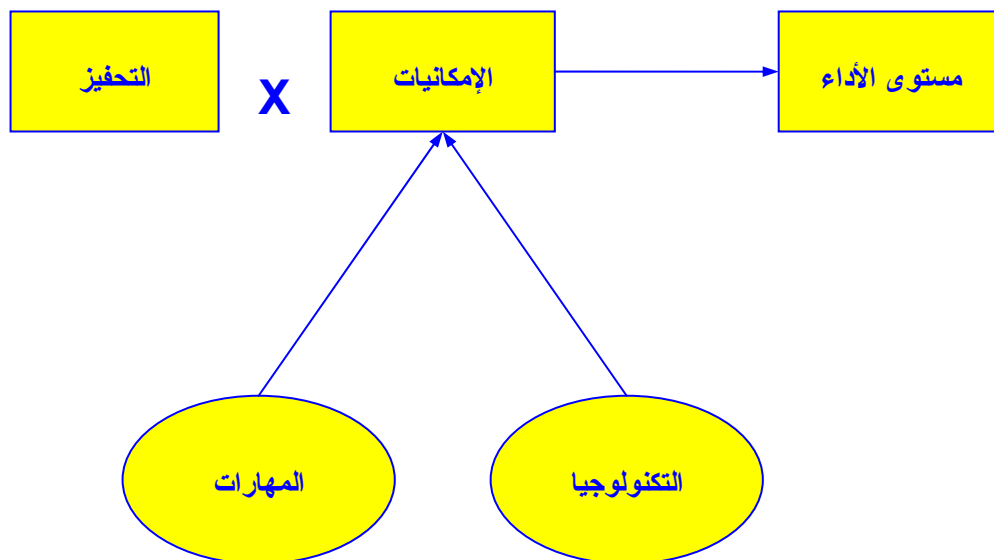 التحفيز
X
الإمكانيات
مستوى الأداء
المهارات
التكنولوجيا